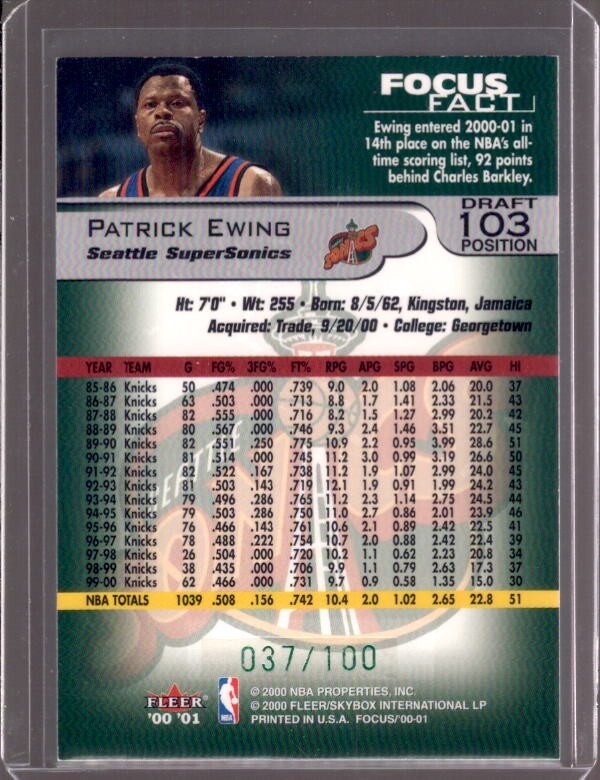 FOCUS
FACT
Ewing entered 2000-01 in
14th place on the NBA's all-
time scoring list, 92 points
behind Charles Barkley.
PATRICK EWING
Seattle SuperSonics
SONICS
DRAFT
103
POSITION
Ht: 7'0" • Wt: 255 • Born: 8/5/62, Kingston, Jamaica
Acquired: Trade, 9/20/00 • College: Georgetown
YEAR TEAM G FG% 3FG% FT% RPG APG SPG BPG AVG HI
85-86 Knicks 50 .474 .000 .739 9.0 2.0 1.08 2.06 20.0 37
86-87 Knicks 63 .503 .000 .713 8.8 1.7 1.41 2.33 21.5 43
87-88 Knicks 82 .555 .000 .716 8.2 1.5 1.27 2.99 20.2 42
88-89 Knicks 80 .567 .000 .746 9.3 2.4 1.46 3.51 22.7 45
89-90 Knicks 82 .551 .250 .775 10.9 2.2 0.95 3.99 28.6 51
90-91 Knicks 81 .514 .000 .745 11.2 3.0 0.99 3.19 26.6 50
91-92 Knicks 82 .522 .167 .738 11.2 1.9 1.07 2.99 24.0 45
92-93 Knicks 81 .503 .143 .719 12.1 1.9 0.91 1.99 24.2 43
93-94 Knicks 79 .496 .286 .765 11.2 2.3 1.14 2.75 24.5 44
94-95 Knicks 79 .503 .286 .750 11.0 2.7 0.86 2.01 23.9 46
95-96 Knicks 76 .466 .143 .761 10.6 2.1 0.89 2.42 22.5 41
96-97 Knicks 78 .488 .222 .754 10.7 2.0 0.88 2.42 22.4 39
97-98 Knicks 26 .504 .000 .720 10.2 1.1 0.62 2.23 20.8 34
98-99 Knicks 38 .435 .000 .706 9.9 1.1 0.79 2.63 17.3 37
99-00 Knicks 62 .466 .000 .731 9.7 0.9 0.58 1.35 15.0 30
NBA TOTALS 1039 .508 .156 .742 10.4 2.0 1.02 2.65 22.8 51
SEATTLE
SONICS
037/100
FLEER
'00 '01
NBA
© 2000 NBA PROPERTIES, INC.
© 2000 FLEER/SKYBOX INTERNATIONAL LP
PRINTED IN U.S.A. FOCUS/'00-01